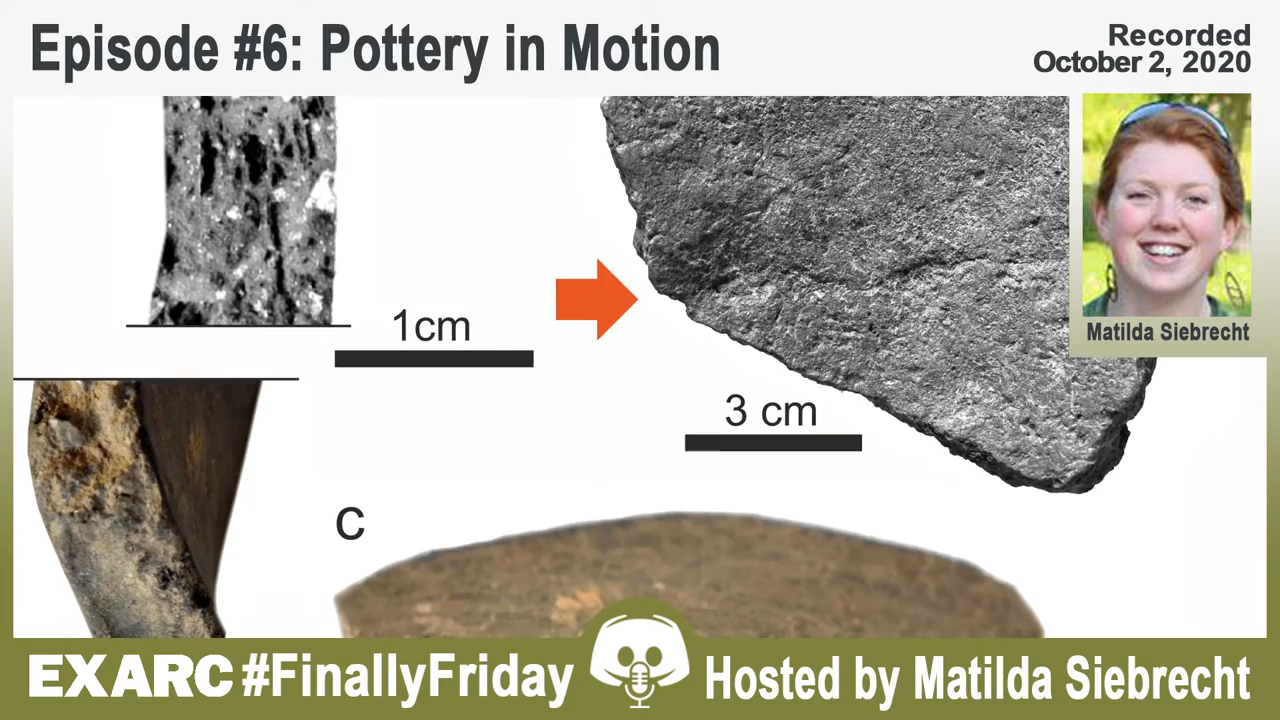 Episode #6: Pottery in Motion
Recorded
October 2, 2020
Matilda Siebrecht
1cm
3 cm
C
EXARC #FinallyFriday
Hosted by Matilda Siebrecht